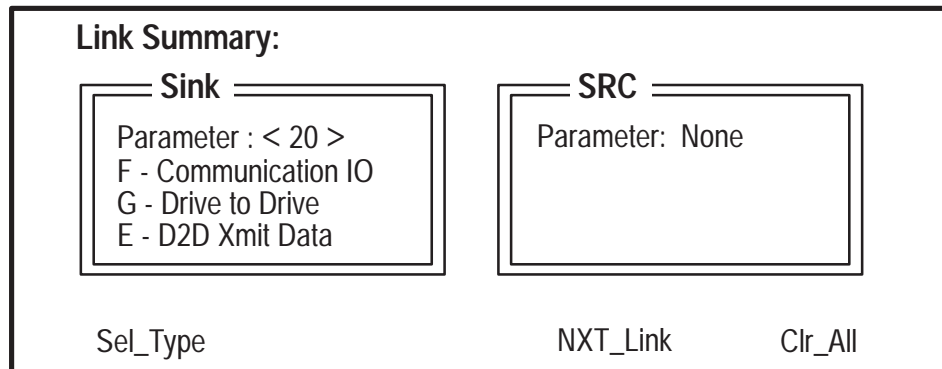 Link Summary:
Sink
Parameter : < 20 >
F - Communication IO
G - Drive to Drive
E - D2D Xmit Data
SRC
Parameter: None
Sel_Type
NXT_Link
Clr_All